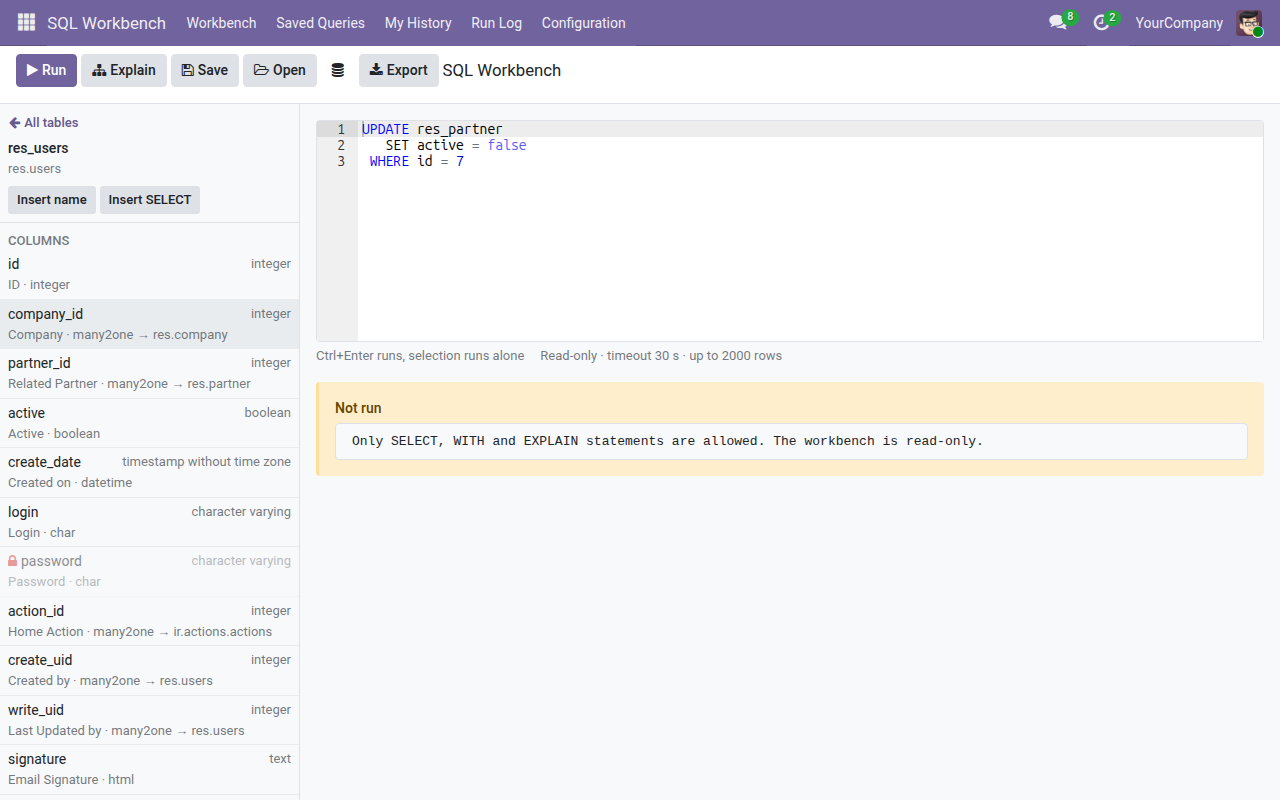 SQL Workbench Workbench Saved Queries My History Run Log Configuration 8 2 YourCompany
Run Explain Save Open Export SQL Workbench
All tables
res_users
res.users
Insert name Insert SELECT
COLUMNS
id integer
ID · integer
company_id integer
Company · many2one → res.company
partner_id integer
Related Partner · many2one → res.partner
active boolean
Active · boolean
create_date timestamp without time zone
Created on · datetime
login character varying
Login · char
password character varying
Password · char
action_id integer
Home Action · many2one → ir.actions.actions
create_uid integer
Created by · many2one → res.users
write_uid integer
Last Updated by · many2one → res.users
signature text
Email Signature · html
1 UPDATE res_partner
2 SET active = false
3 WHERE id = 7
Ctrl+Enter runs, selection runs alone Read-only · timeout 30 s · up to 2000 rows
Not run
Only SELECT, WITH and EXPLAIN statements are allowed. The workbench is read-only.